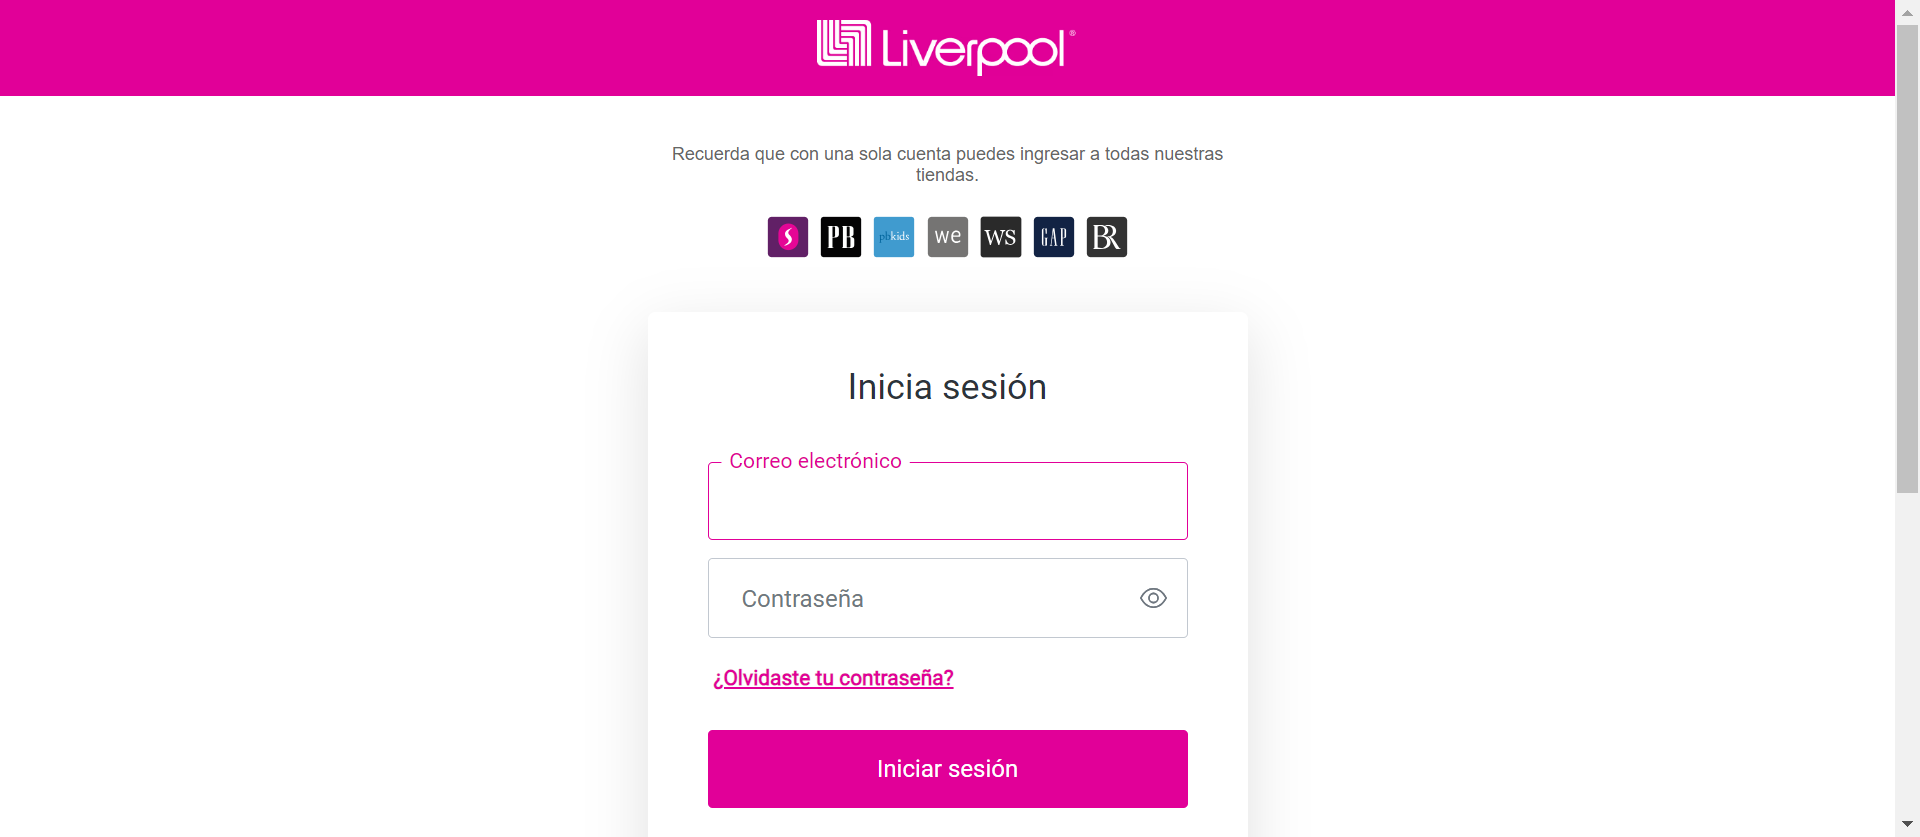 Liverpool®
Recuerda que con una sola cuenta puedes ingresar a todas nuestras
tiendas.
S PB pbkids we WS GAP BR
Inicia sesión
Correo electrónico
Contraseña
¿Olvidaste tu contraseña?
Iniciar sesión